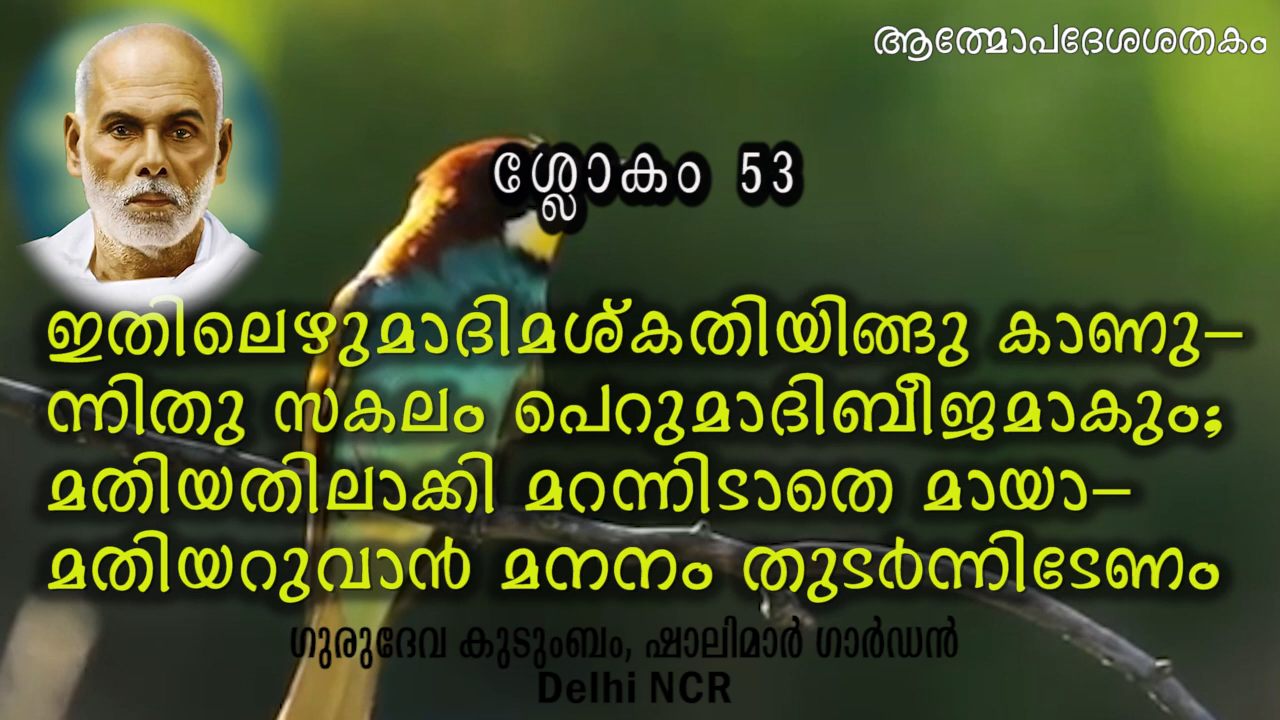 ആത്മോപദേശശതകം
ശ്ലോകം 53
ഇതിലെഴുമാദിമശ്കതിയിങ്ങു കാണു–
ന്നിതു സകലം പെറുമാദിബീജമാകും;
മതിയതിലാക്കി മറന്നിടാതെ മായാ–
മതിയറുവാൻ മനനം തുടർന്നിടേണം
ഗുരുദേവ കുടുംബം, ഷാലിമാർ ഗാർഡൻ
Delhi NCR